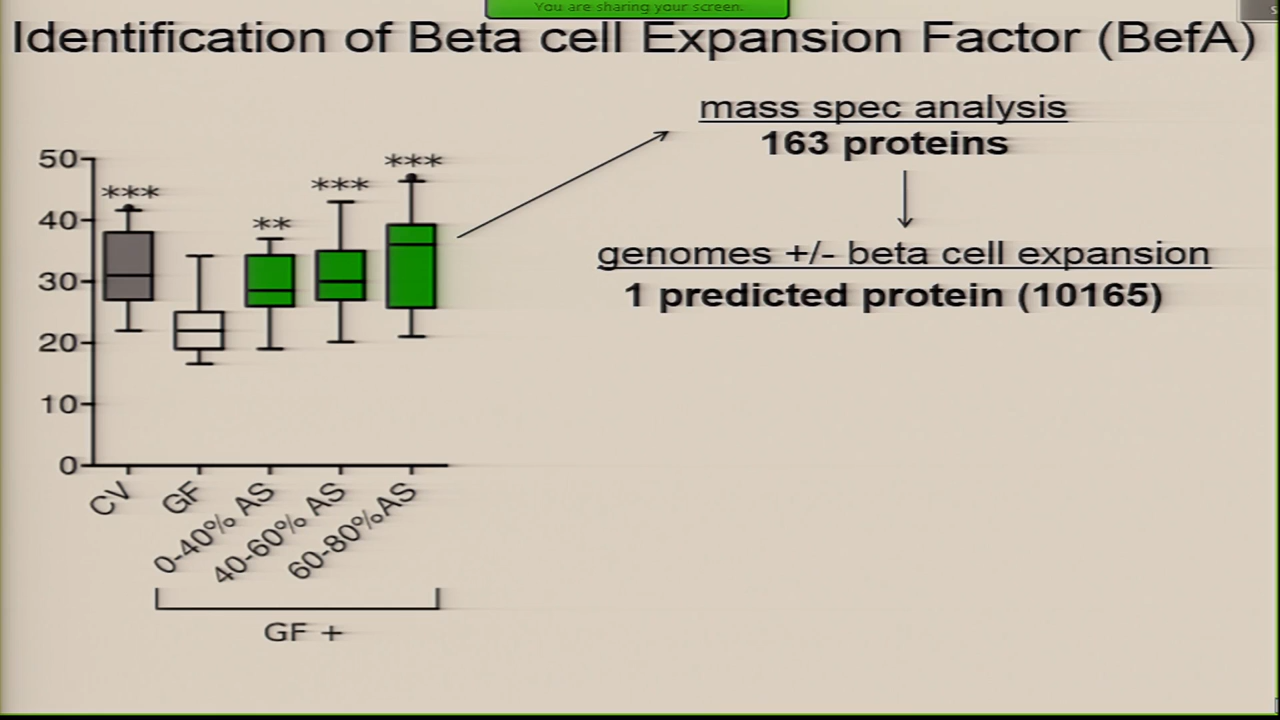 You are sharing your screen.
Identification of Beta cell Expansion Factor (BefA)
mass spec analysis
163 proteins
genomes +/- beta cell expansion
1 predicted protein (10165)
50
40
30
20
10
0
***
**
***
***
CV
GF
0-40% AS
40-60% AS
60-80%AS
GF +